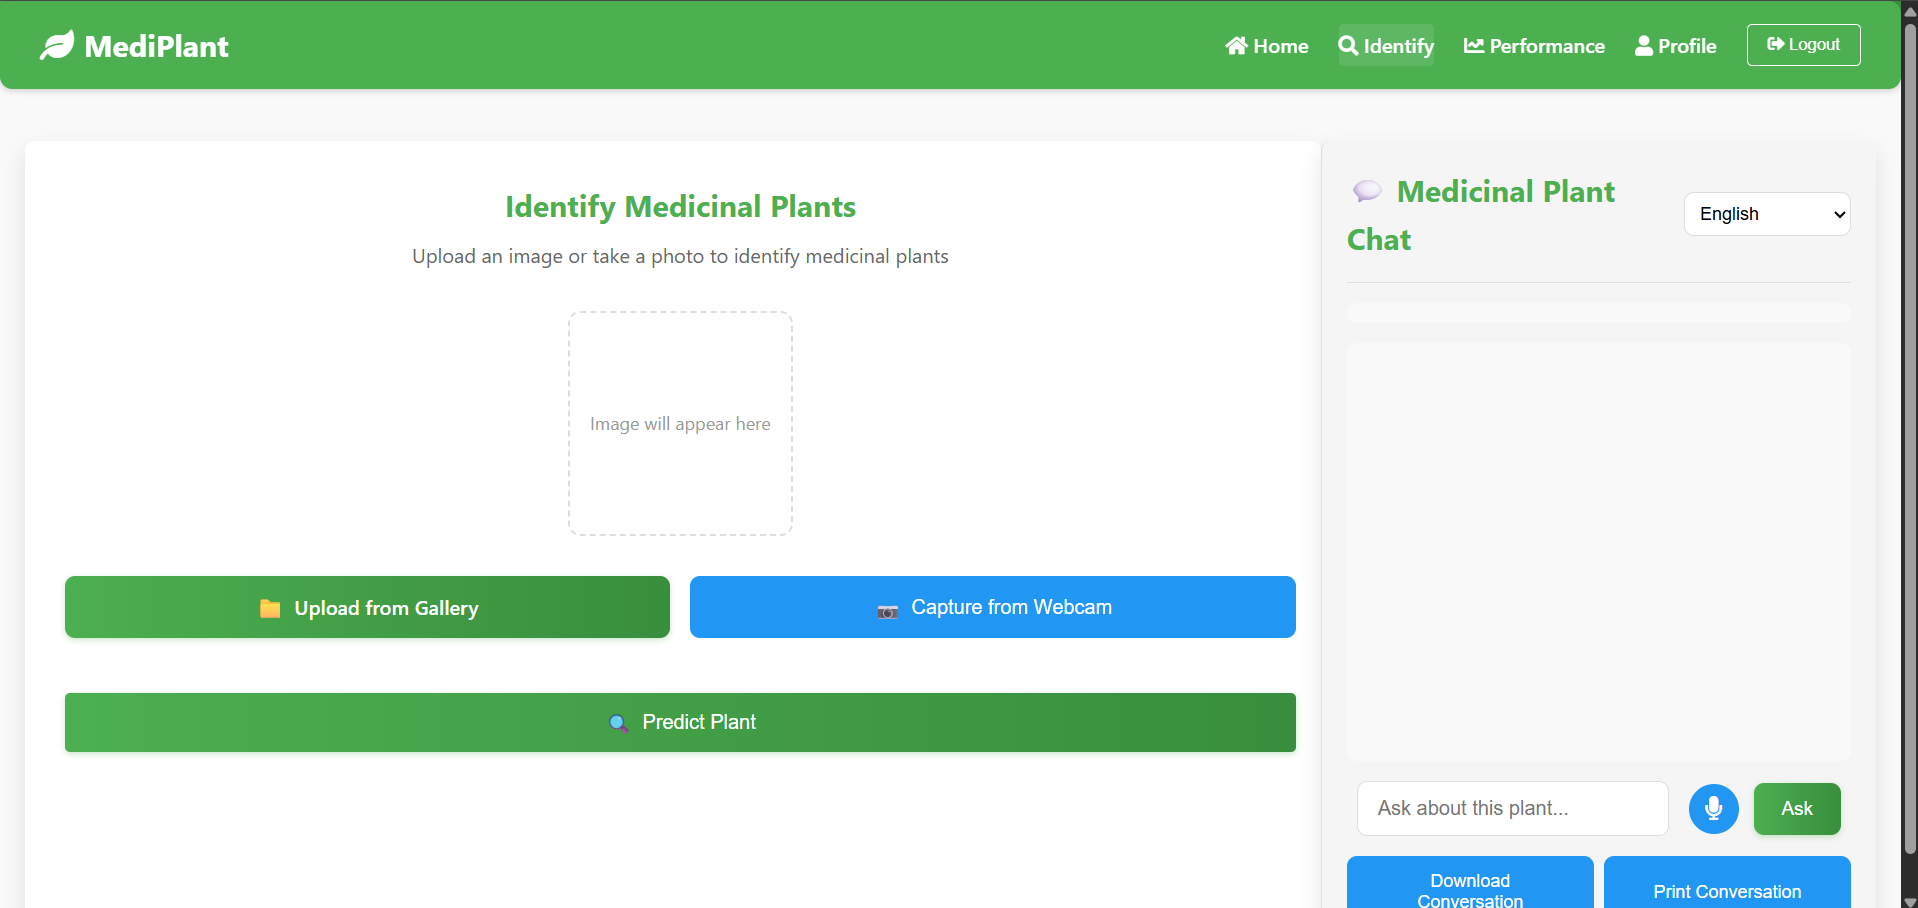 MediPlant
Home
Identify
Performance
Profile
Logout
Identify Medicinal Plants
Upload an image or take a photo to identify medicinal plants
Image will appear here
Upload from Gallery
Capture from Webcam
Predict Plant
Medicinal Plant
Chat
English
Ask about this plant...
Ask
Download
Conversation
Print Conversation